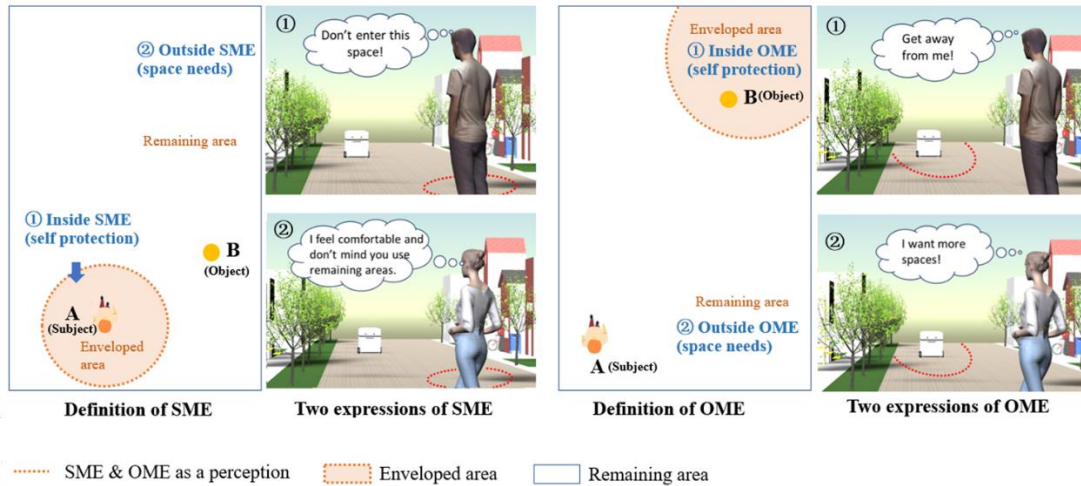 ② Outside SME
(space needs)
Remaining area
① Inside SME
(self protection)
B
(Object)
A
(Subject)
Enveloped
area
Definition of SME
①
Don't enter this
space!
②
I feel comfortable and
don't mind you use
remaining areas.
Two expressions of SME
Enveloped area
① Inside OME
(self protection)
B (Object)
Remaining area
② Outside OME
(space needs)
A (Subject)
Definition of OME
①
Get away
from me!
②
I want more
spaces!
Two expressions of OME
SME & OME as a perception
Enveloped area
Remaining area